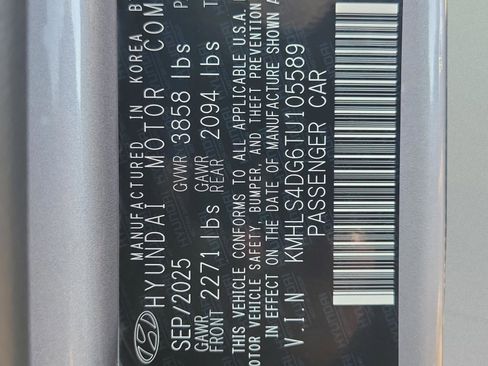 MANUFACTURED IN KOREA B
HYUNDAI MOTOR COM
SEP/2025 GVWR 3858 lbs P
GAWR FRONT 2271 lbs GAWR REAR 2094 lbs T
THIS VEHICLE CONFORMS TO ALL APPLICABLE U.S.A.
MOTOR VEHICLE SAFETY, BUMPER, AND THEFT PREVENTION
IN EFFECT ON THE DATE OF MANUFACTURE SHOWN A
V.I.N KMHLS4DG6TU105589
PASSENGER CAR